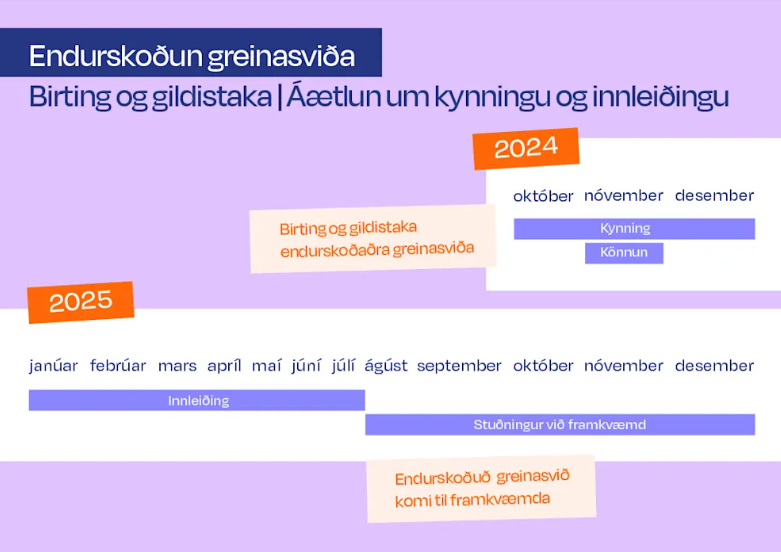 Endurskoðun greinasviða
Birting og gildistaka | Áætlun um kynningu og innleiðingu
2024
október nóvember desember
Birting og gildistaka
endurskoðaðra greinasviða
Kynning
Könnun
2025
janúar febrúar mars apríl maí júní júlí ágúst september október nóvember desember
Innleiðing
Stuðningur við framkvæmd
Endurskoðuð greinasvið
komi til framkvæmda